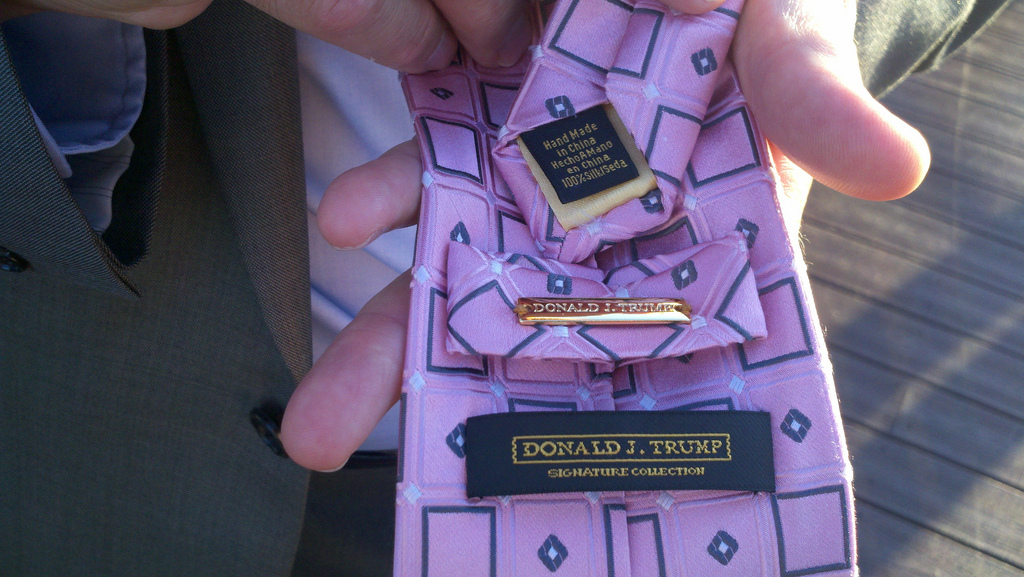 Hand Made
in China
Hecho A Mano
en China
100% Silk/Seda
DONALD J. TRUMP
DONALD J. TRUMP
SIGNATURE COLLECTION